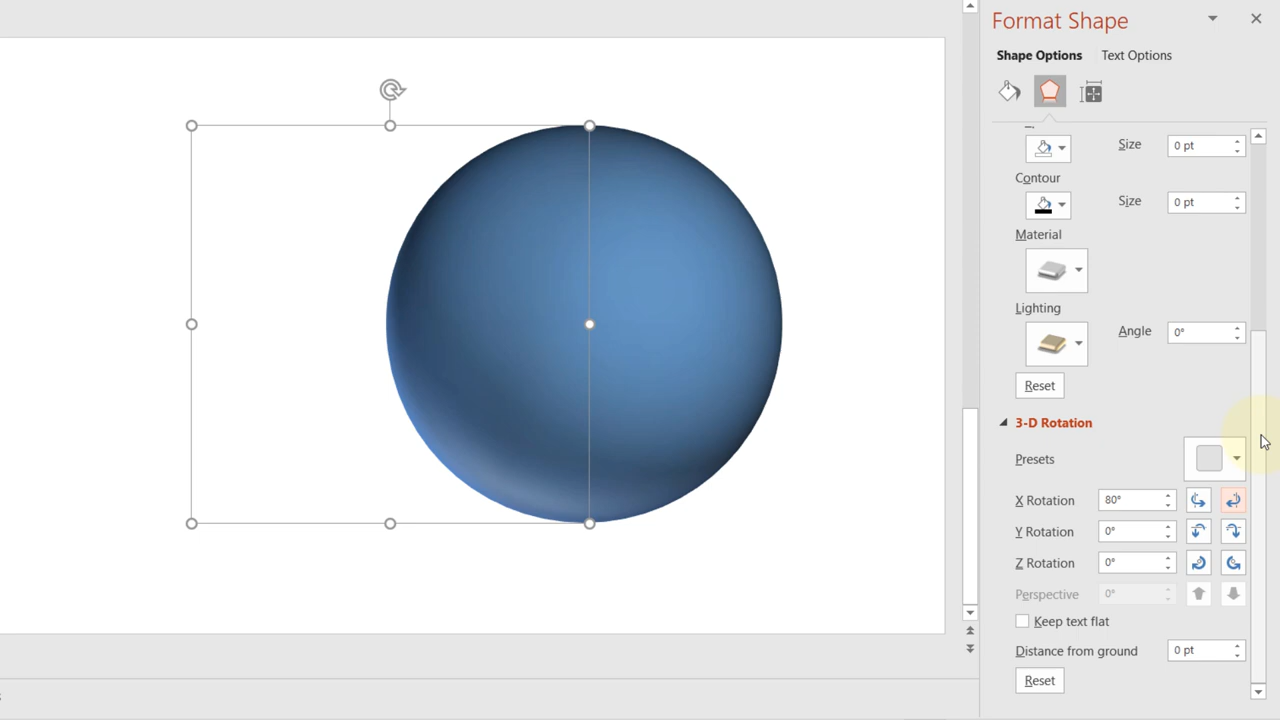 Format Shape
Shape Options Text Options
Size 0 pt
Contour
Size 0 pt
Material
Lighting
Angle 0°
Reset
3-D Rotation
Presets
X Rotation 80°
Y Rotation 0°
Z Rotation 0°
Perspective 0°
Keep text flat
Distance from ground 0 pt
Reset